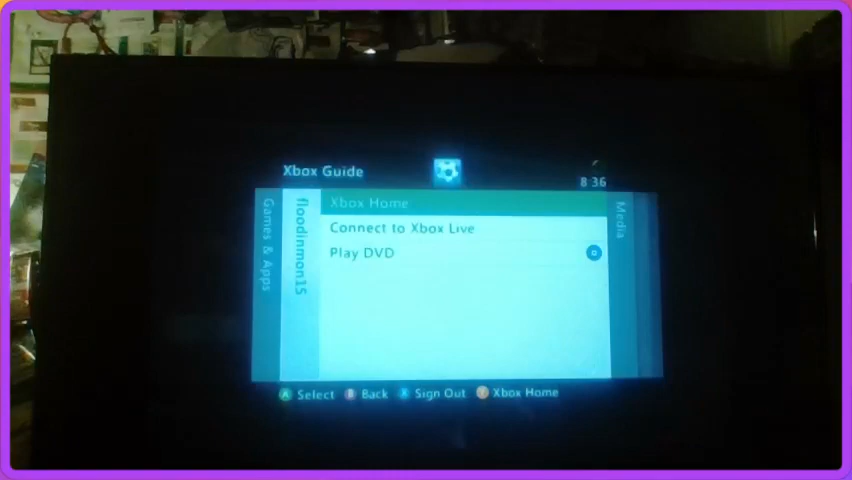 Xbox Guide
8:36
Games & Apps
floodinmon15
Xbox Home
Connect to Xbox Live
Play DVD
Media
A Select B Back X Sign Out Y Xbox Home